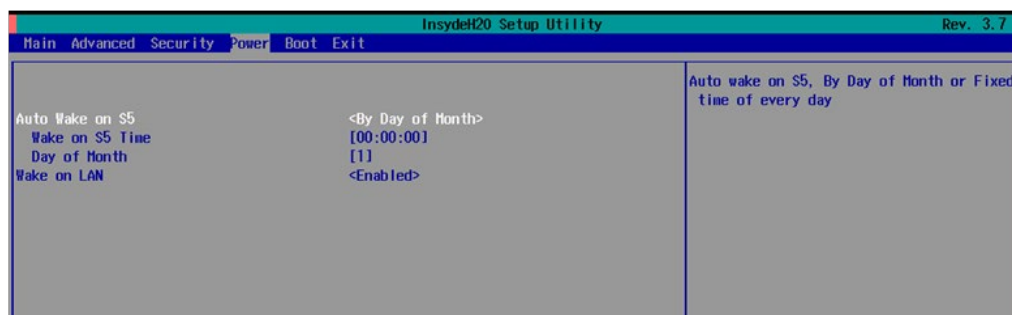 InsydeH20 Setup Utility Rev. 3.7
Main Advanced Security Power Boot Exit
Auto Wake on S5 <By Day of Month>
Wake on S5 Time [00:00:00]
Day of Month [1]
Wake on LAN <Enabled>
Auto wake on S5, By Day of Month or Fixed
time of every day